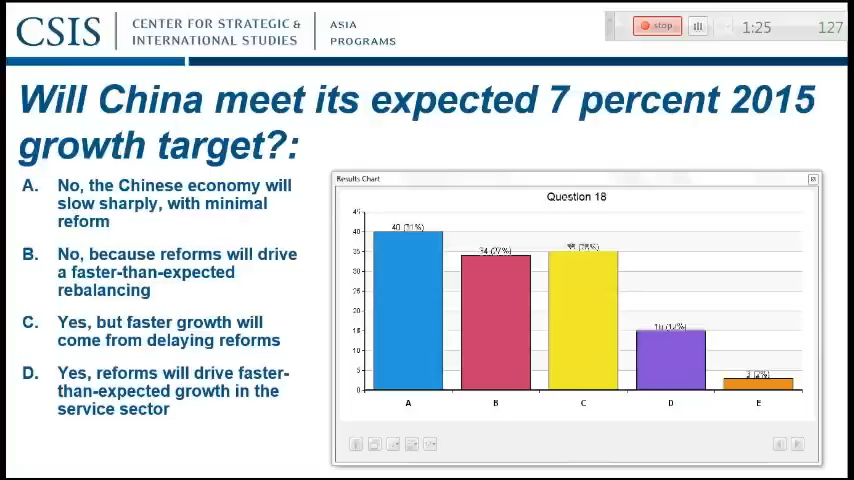 CSIS
CENTER FOR STRATEGIC &
INTERNATIONAL STUDIES
ASIA
PROGRAMS
stop
1:25
127
Will China meet its expected 7 percent 2015
growth target?:
A. No, the Chinese economy will
slow sharply, with minimal
reform
B. No, because reforms will drive
a faster-than-expected
rebalancing
C. Yes, but faster growth will
come from delaying reforms
D. Yes, reforms will drive faster-
than-expected growth in the
service sector
Results Chart
Question 18
45
40
35
30
25
20
15
10
5
0
40 (31%)
34 (27%)
35 (28%)
15 (12%)
3 (2%)
A
B
C
D
E